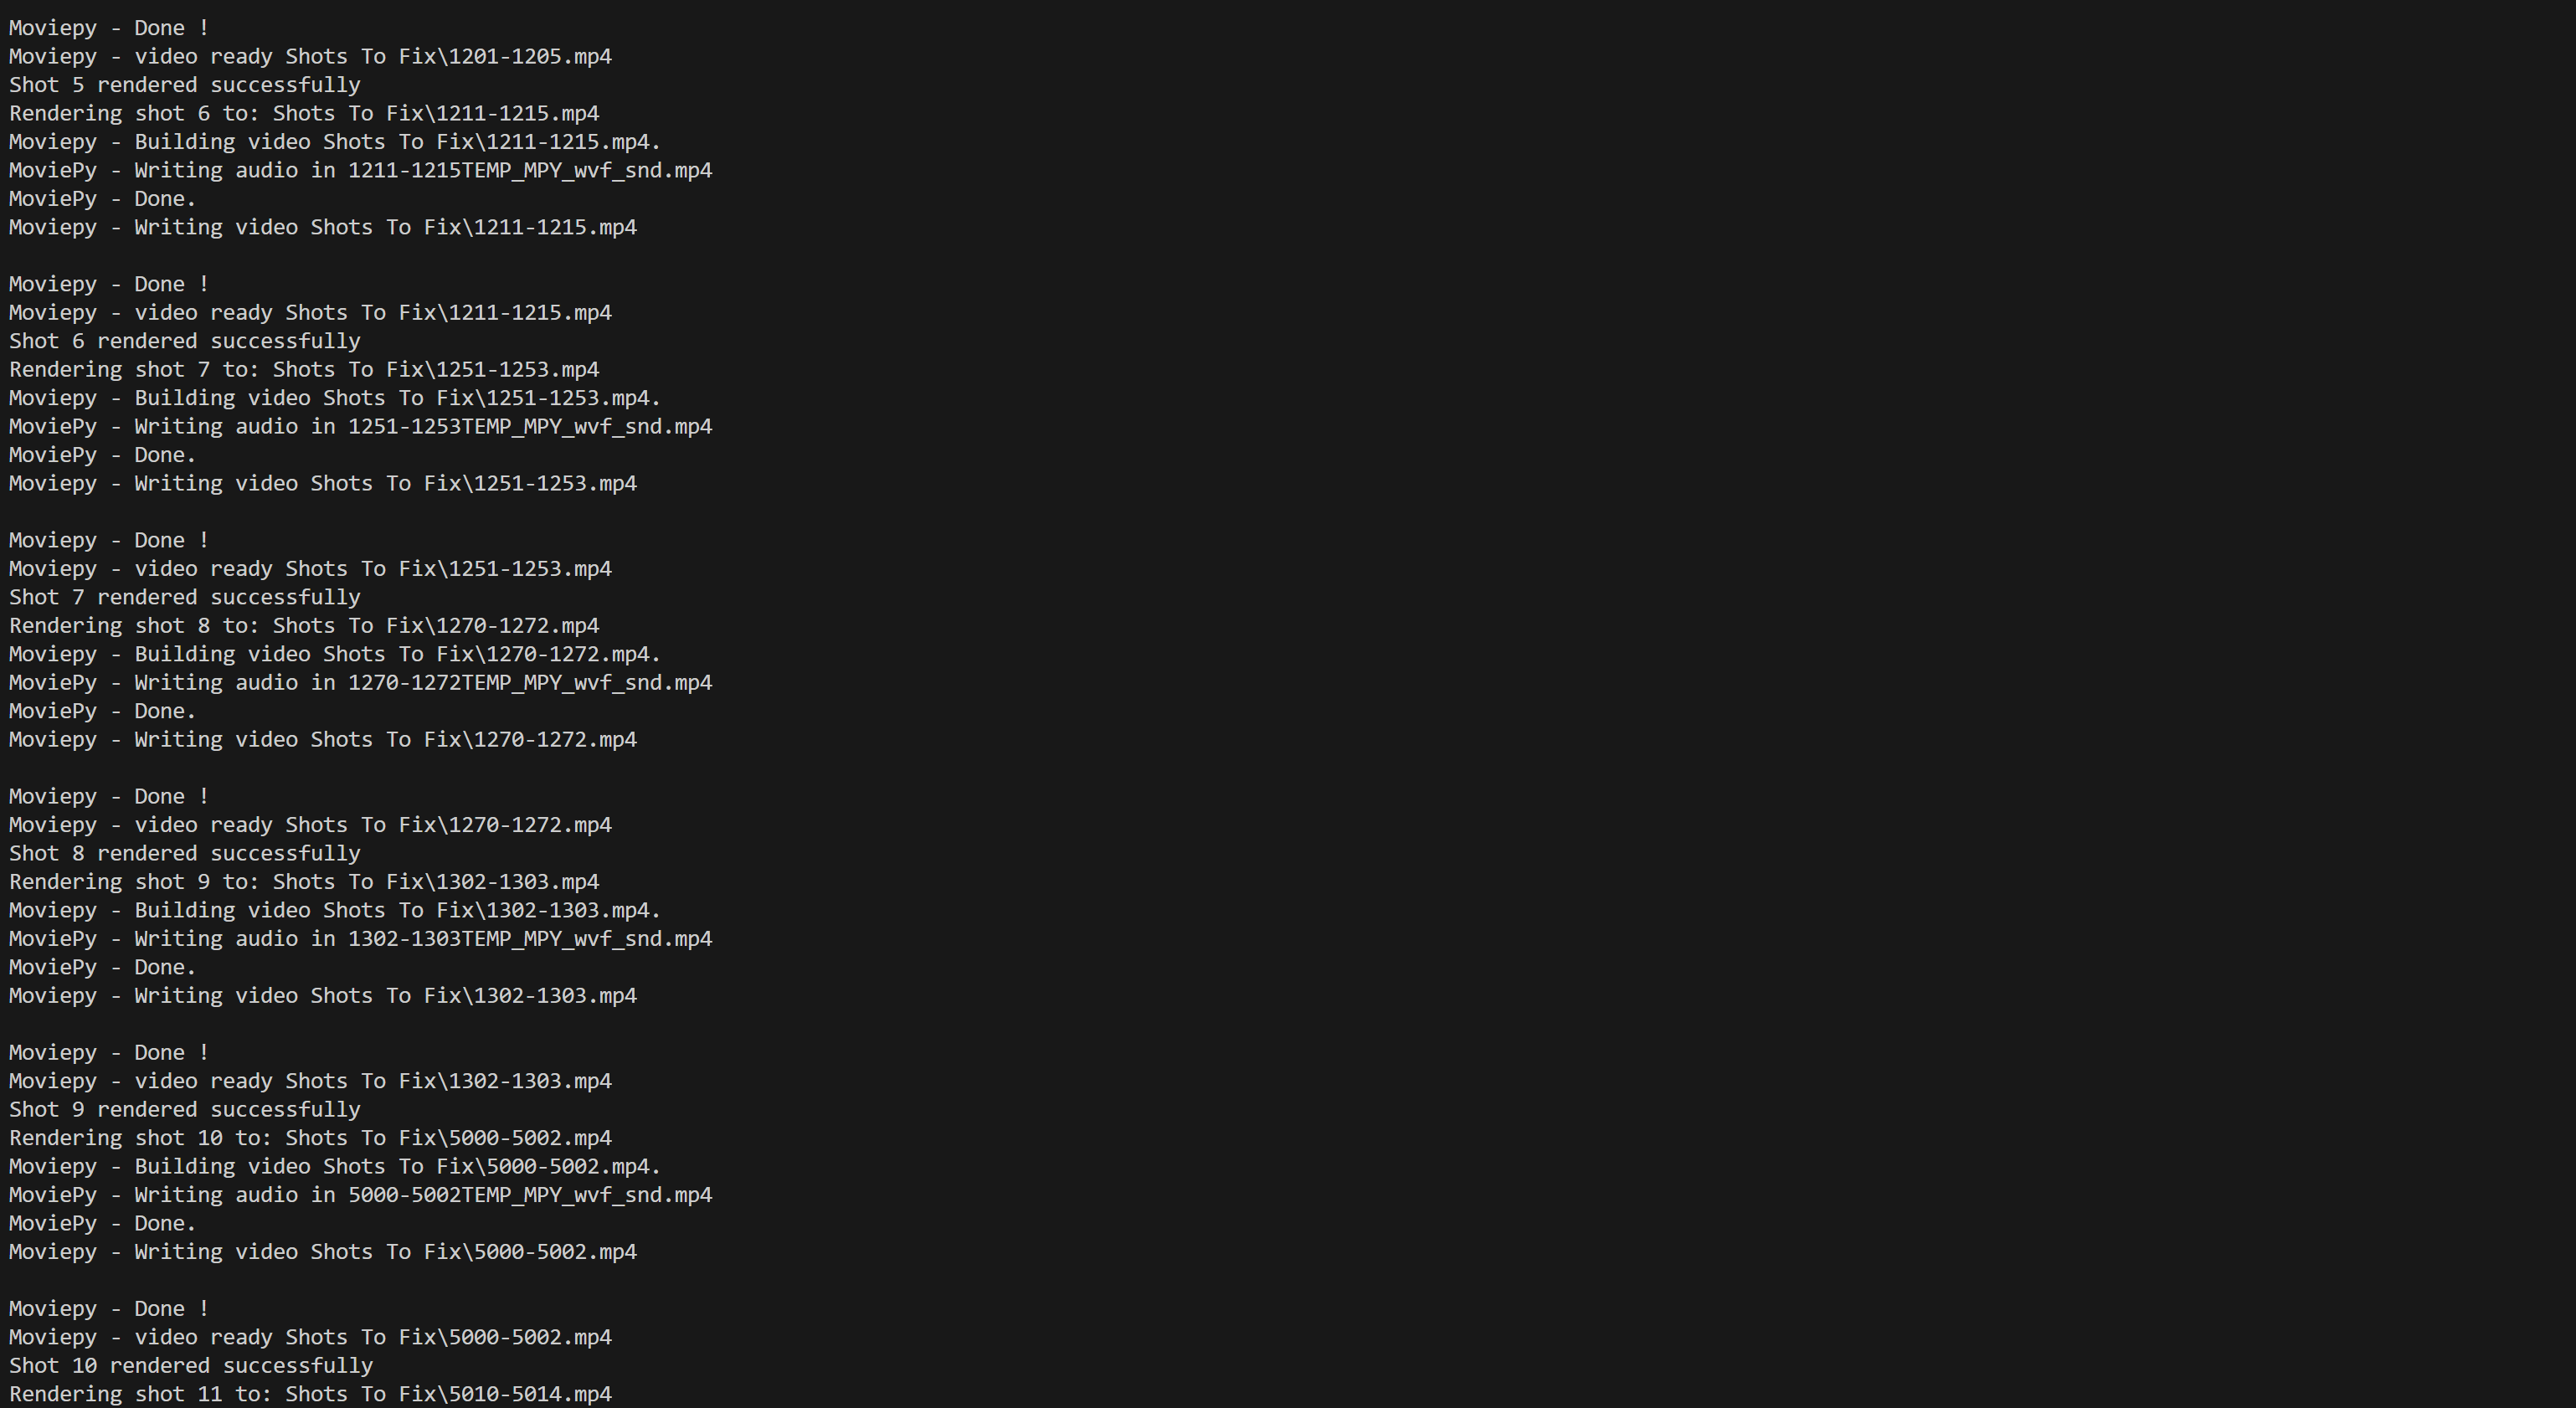 Moviepy - Done !
Moviepy - video ready Shots To Fix\1201-1205.mp4
Shot 5 rendered successfully
Rendering shot 6 to: Shots To Fix\1211-1215.mp4
Moviepy - Building video Shots To Fix\1211-1215.mp4.
MoviePy - Writing audio in 1211-1215TEMP_MPY_wvf_snd.mp4
MoviePy - Done.
Moviepy - Writing video Shots To Fix\1211-1215.mp4

Moviepy - Done !
Moviepy - video ready Shots To Fix\1211-1215.mp4
Shot 6 rendered successfully
Rendering shot 7 to: Shots To Fix\1251-1253.mp4
Moviepy - Building video Shots To Fix\1251-1253.mp4.
MoviePy - Writing audio in 1251-1253TEMP_MPY_wvf_snd.mp4
MoviePy - Done.
Moviepy - Writing video Shots To Fix\1251-1253.mp4

Moviepy - Done !
Moviepy - video ready Shots To Fix\1251-1253.mp4
Shot 7 rendered successfully
Rendering shot 8 to: Shots To Fix\1270-1272.mp4
Moviepy - Building video Shots To Fix\1270-1272.mp4.
MoviePy - Writing audio in 1270-1272TEMP_MPY_wvf_snd.mp4
MoviePy - Done.
Moviepy - Writing video Shots To Fix\1270-1272.mp4

Moviepy - Done !
Moviepy - video ready Shots To Fix\1270-1272.mp4
Shot 8 rendered successfully
Rendering shot 9 to: Shots To Fix\1302-1303.mp4
Moviepy - Building video Shots To Fix\1302-1303.mp4.
MoviePy - Writing audio in 1302-1303TEMP_MPY_wvf_snd.mp4
MoviePy - Done.
Moviepy - Writing video Shots To Fix\1302-1303.mp4

Moviepy - Done !
Moviepy - video ready Shots To Fix\1302-1303.mp4
Shot 9 rendered successfully
Rendering shot 10 to: Shots To Fix\5000-5002.mp4
Moviepy - Building video Shots To Fix\5000-5002.mp4.
MoviePy - Writing audio in 5000-5002TEMP_MPY_wvf_snd.mp4
MoviePy - Done.
Moviepy - Writing video Shots To Fix\5000-5002.mp4

Moviepy - Done !
Moviepy - video ready Shots To Fix\5000-5002.mp4
Shot 10 rendered successfully
Rendering shot 11 to: Shots To Fix\5010-5014.mp4